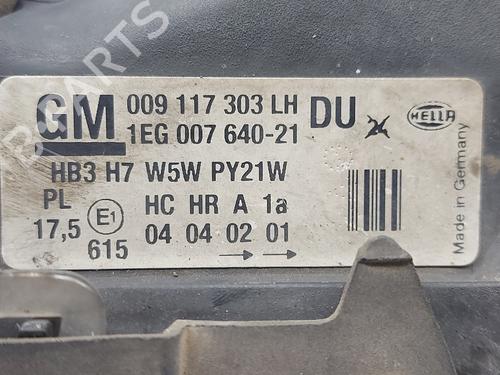 GM 009 117 303 LH DU HELLA
1EG 007 640-21
HB3 H7 W5W PY21W
PL HC HR A 1a
17,5 E1 04 04 02 01
615
Made in Germany
PARTS